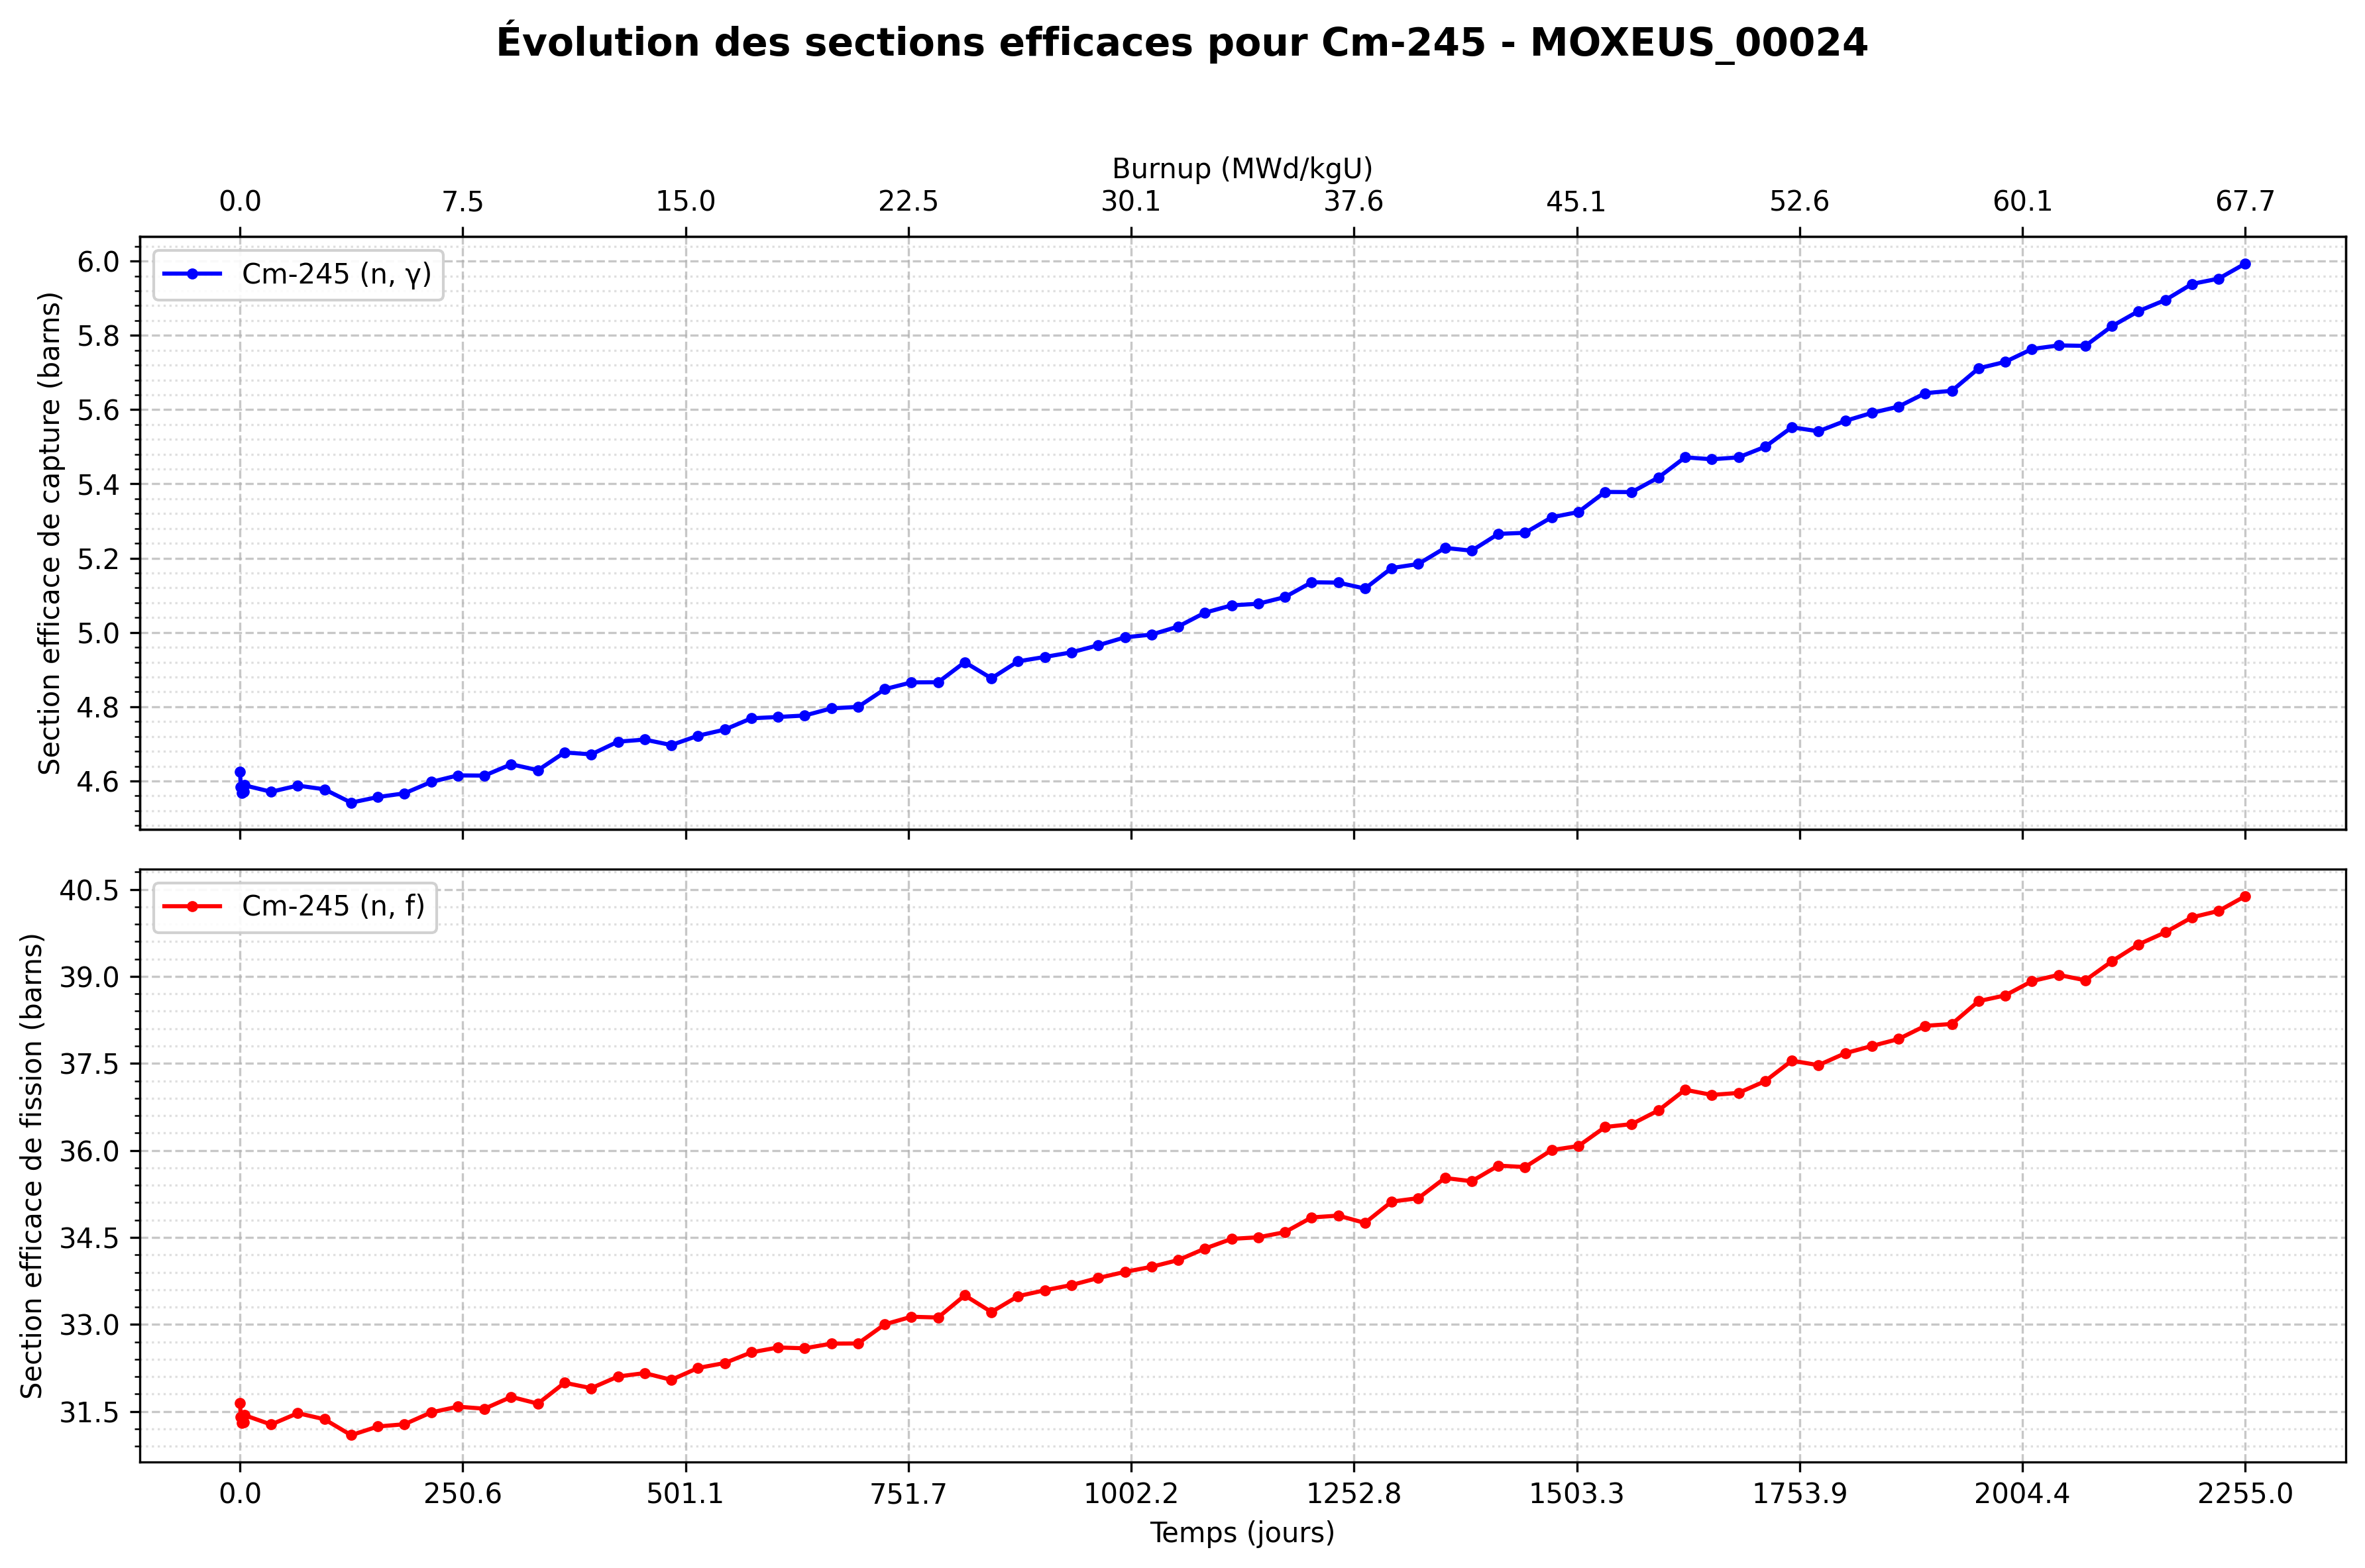 Évolution des sections efficaces pour Cm-245 - MOXEUS_00024
Burnup (MWd/kgU)
0.0 7.5 15.0 22.5 30.1 37.6 45.1 52.6 60.1 67.7
Section efficace de capture (barns)
6.0
5.8
5.6
5.4
5.2
5.0
4.8
4.6
Cm-245 (n, γ)
Section efficace de fission (barns)
40.5
39.0
37.5
36.0
34.5
33.0
31.5
Cm-245 (n, f)
0.0 250.6 501.1 751.7 1002.2 1252.8 1503.3 1753.9 2004.4 2255.0
Temps (jours)